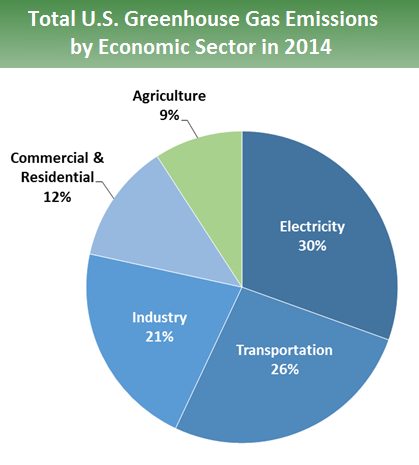 Total U.S. Greenhouse Gas Emissions
by Economic Sector in 2014
Agriculture
9%
Commercial &
Residential
12%
Electricity
30%
Industry
21%
Transportation
26%